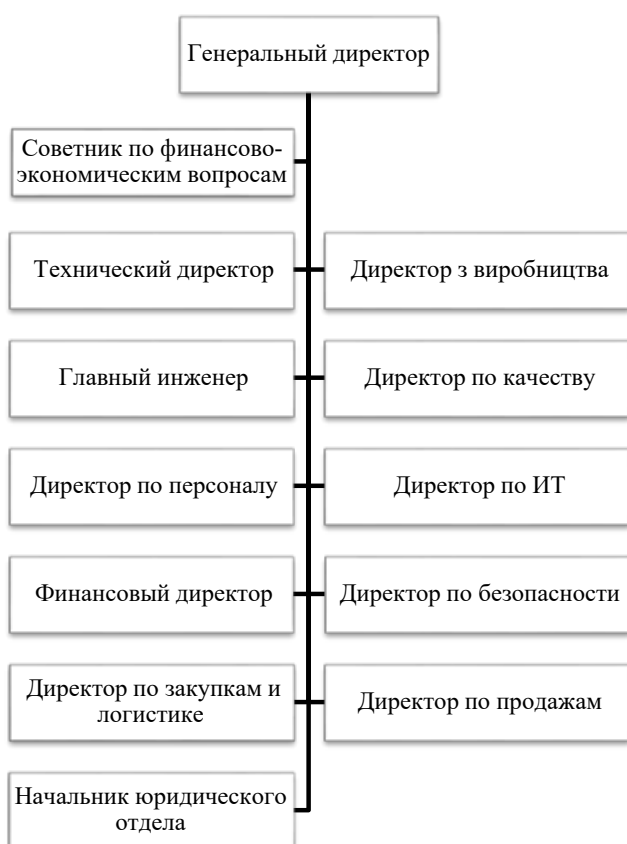 Генеральный директор
Советник по финансово-
экономическим вопросам
Технический директор
Директор з виробництва
Главный инженер
Директор по качеству
Директор по персоналу
Директор по ИТ
Финансовый директор
Директор по безопасности
Директор по закупкам и
логистике
Директор по продажам
Начальник юридического
отдела